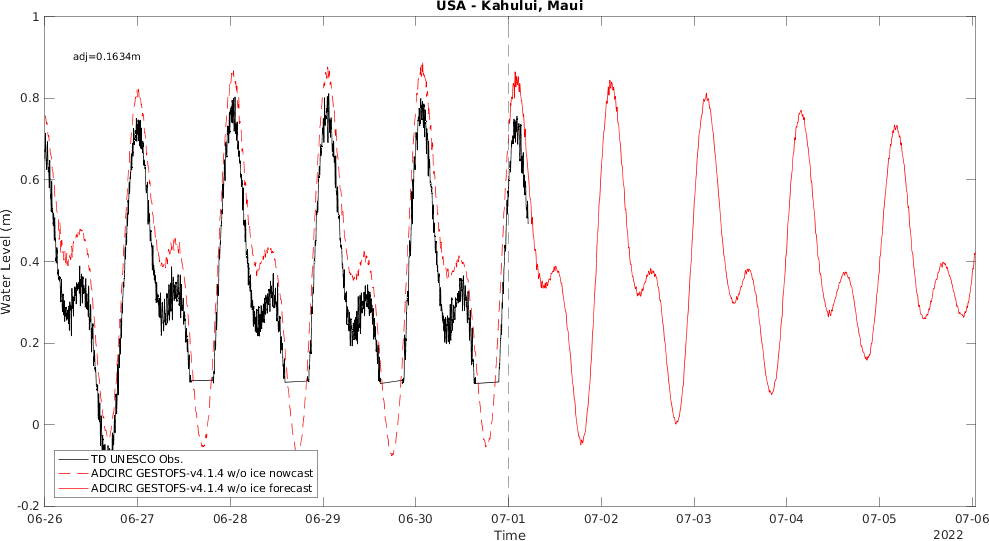 USA - Kahului, Maui
adj=0.1634m
Water Level (m)
1
0.8
0.6
0.4
0.2
0
-0.2
TD UNESCO Obs.
ADCIRC GESTOFS-v4.1.4 w/o ice nowcast
ADCIRC GESTOFS-v4.1.4 w/o ice forecast
06-26 06-27 06-28 06-29 06-30 07-01 07-02 07-03 07-04 07-05 07-06
Time
2022